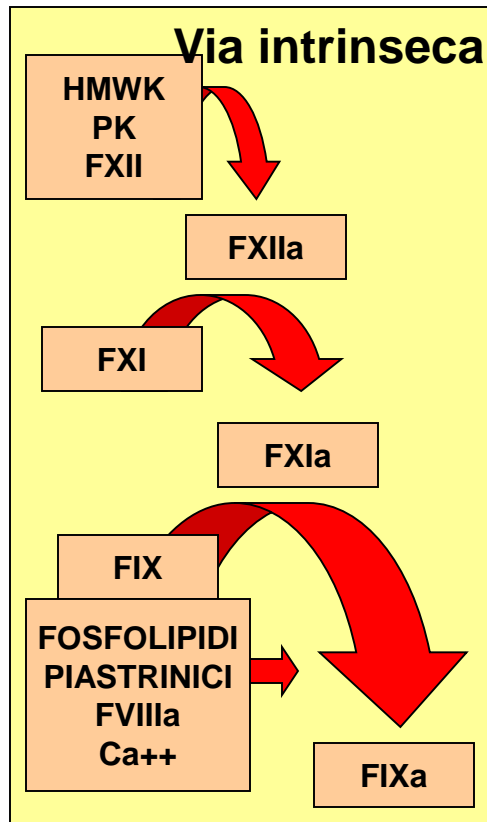 Via intrinseca
HMWK
PK
FXII
FXIIa
FXI
FXIa
FIX
FOSFOLIPIDI
PIASTRINICI
FVIIIa
Ca++
FIXa